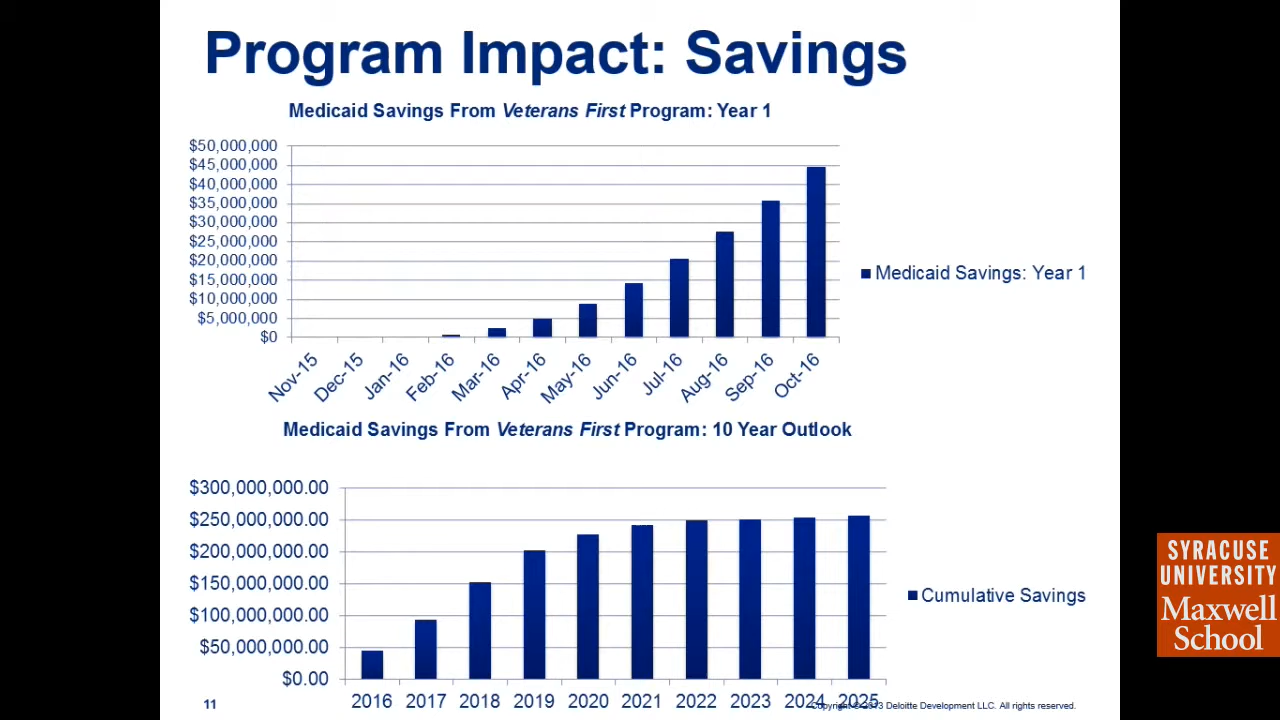 Program Impact: Savings
Medicaid Savings From Veterans First Program: Year 1
$50,000,000
$45,000,000
$40,000,000
$35,000,000
$30,000,000
$25,000,000
$20,000,000
$15,000,000
$10,000,000
$5,000,000
$0
Nov-15
Dec-15
Jan-16
Feb-16
Mar-16
Apr-16
May-16
Jun-16
Jul-16
Aug-16
Sep-16
Oct-16
Medicaid Savings: Year 1
Medicaid Savings From Veterans First Program: 10 Year Outlook
$300,000,000.00
$250,000,000.00
$200,000,000.00
$150,000,000.00
$100,000,000.00
$50,000,000.00
$0.00
2016 2017 2018 2019 2020 2021 2022 2023 2024 2025
Cumulative Savings
11
Copyright © 2013 Deloitte Development LLC. All rights reserved.
SYRACUSE
UNIVERSITY
Maxwell
School